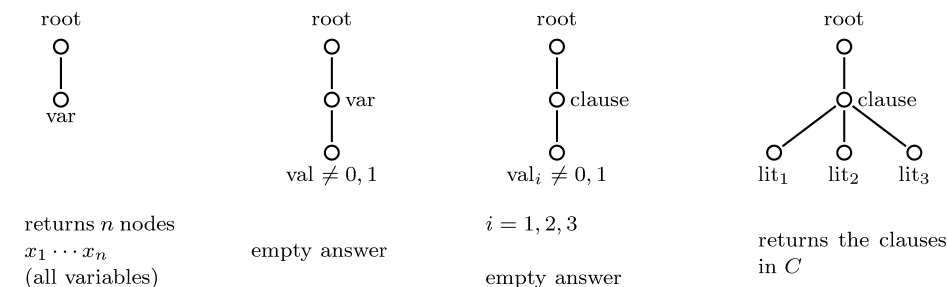 root
var
returns n nodes
x₁ ⋯ xₙ
(all variables)
root
var
val ≠ 0, 1
empty answer
root
clause
valᵢ ≠ 0, 1
i = 1, 2, 3
empty answer
root
clause
lit₁ lit₂ lit₃
returns the clauses
in C